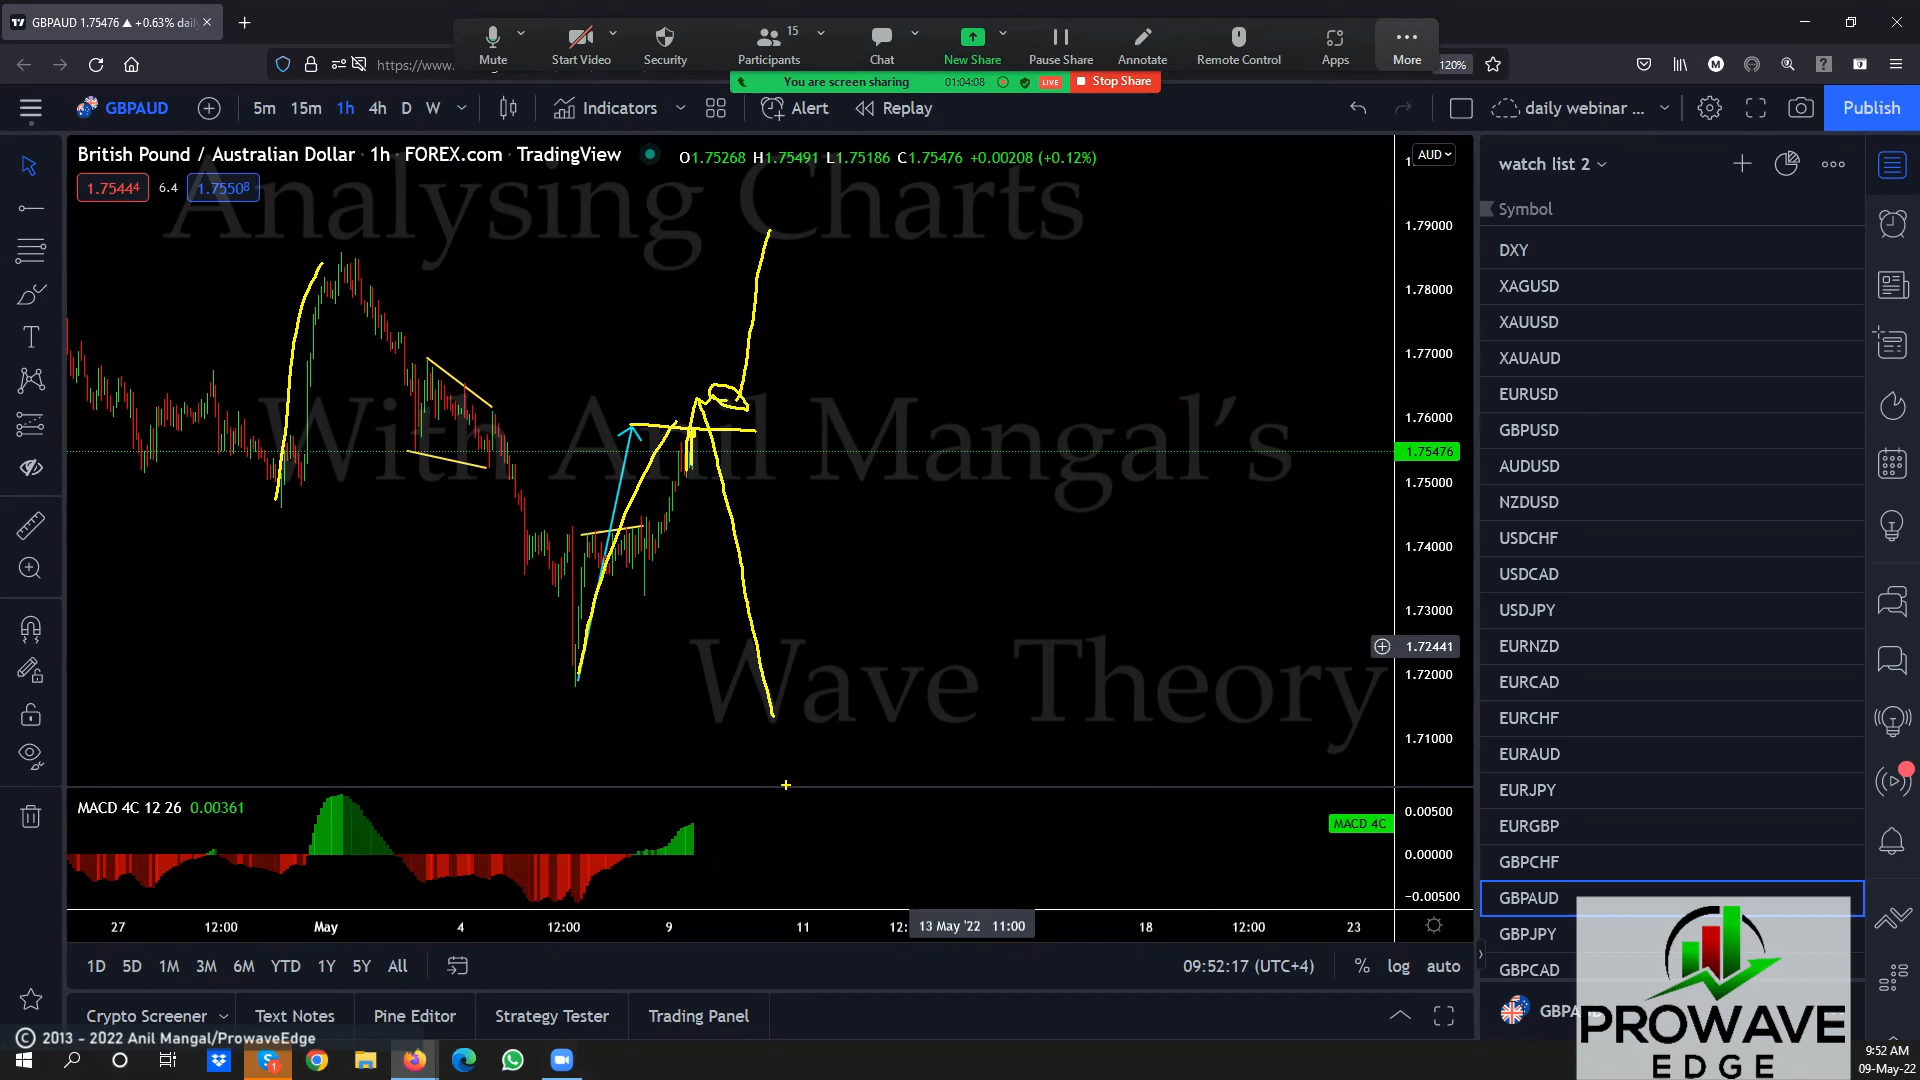 GBPAUD 1.75476 ▲ +0.63% daily
Mute
Start Video
Security
15
Participants
Chat
New Share
Pause Share
Annotate
Remote Control
Apps
More
https://www.
120%
You are screen sharing
01:04:08
LIVE
Stop Share
GBPAUD
5m 15m 1h 4h D W
Indicators
Alert
Replay
daily webinar ...
Publish
British Pound / Australian Dollar · 1h · FOREX.com · TradingView
O1.75268 H1.75491 L1.75186 C1.75476 +0.00208 (+0.12%)
AUD
1.75444 6.4 1.75508
Analysing Charts
With Anil Mangal's
Wave Theory
1.79000
1.78000
1.77000
1.76000
1.75476
1.75000
1.74000
1.73000
1.72441
1.72000
1.71000
MACD 4C 12 26 0.00361
MACD 4C
0.00500
0.00000
−0.00500
27 12:00 May 4 12:00 9 11 12: 13 May '22 11:00 18 12:00 23
1D 5D 1M 3M 6M YTD 1Y 5Y All
09:52:17 (UTC+4) % log auto
Crypto Screener
Text Notes
Pine Editor
Strategy Tester
Trading Panel
© 2013 - 2022 Anil Mangal/ProwaveEdge
watch list 2
Symbol
DXY
XAGUSD
XAUUSD
XAUAUD
EURUSD
GBPUSD
AUDUSD
NZDUSD
USDCHF
USDCAD
USDJPY
EURNZD
EURCAD
EURCHF
EURAUD
EURJPY
EURGBP
GBPCHF
GBPAUD
GBPJPY
GBPCAD
PROWAVE
EDGE
9:52 AM
09-May-22